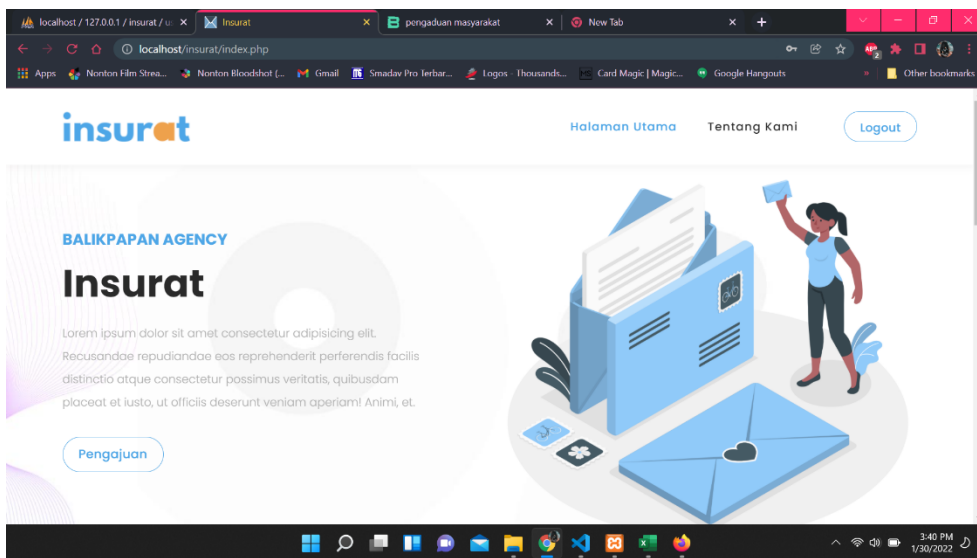 localhost / 127.0.0.1 / insurat / u
Insurat
pengaduan masyarakat
New Tab
localhost/insurat/index.php
ABP
2
Apps
Nonton Film Strea...
Nonton Bloodshot (...
Gmail
Smadav Pro Terbar...
Logos - Thousands...
Card Magic | Magic...
Google Hangouts
Other bookmarks
insurat
Halaman Utama
Tentang Kami
Logout
BALIKPAPAN AGENCY
Insurat
Lorem ipsum dolor sit amet consectetur adipisicing elit.
Recusandae repudiandae eos reprehenderit perferendis facilis
distinctio atque consectetur possimus veritatis, quibusdam
placeat et iusto, ut officiis deserunt veniam aperiam! Animi, et.
Pengajuan
3:40 PM
1/30/2022